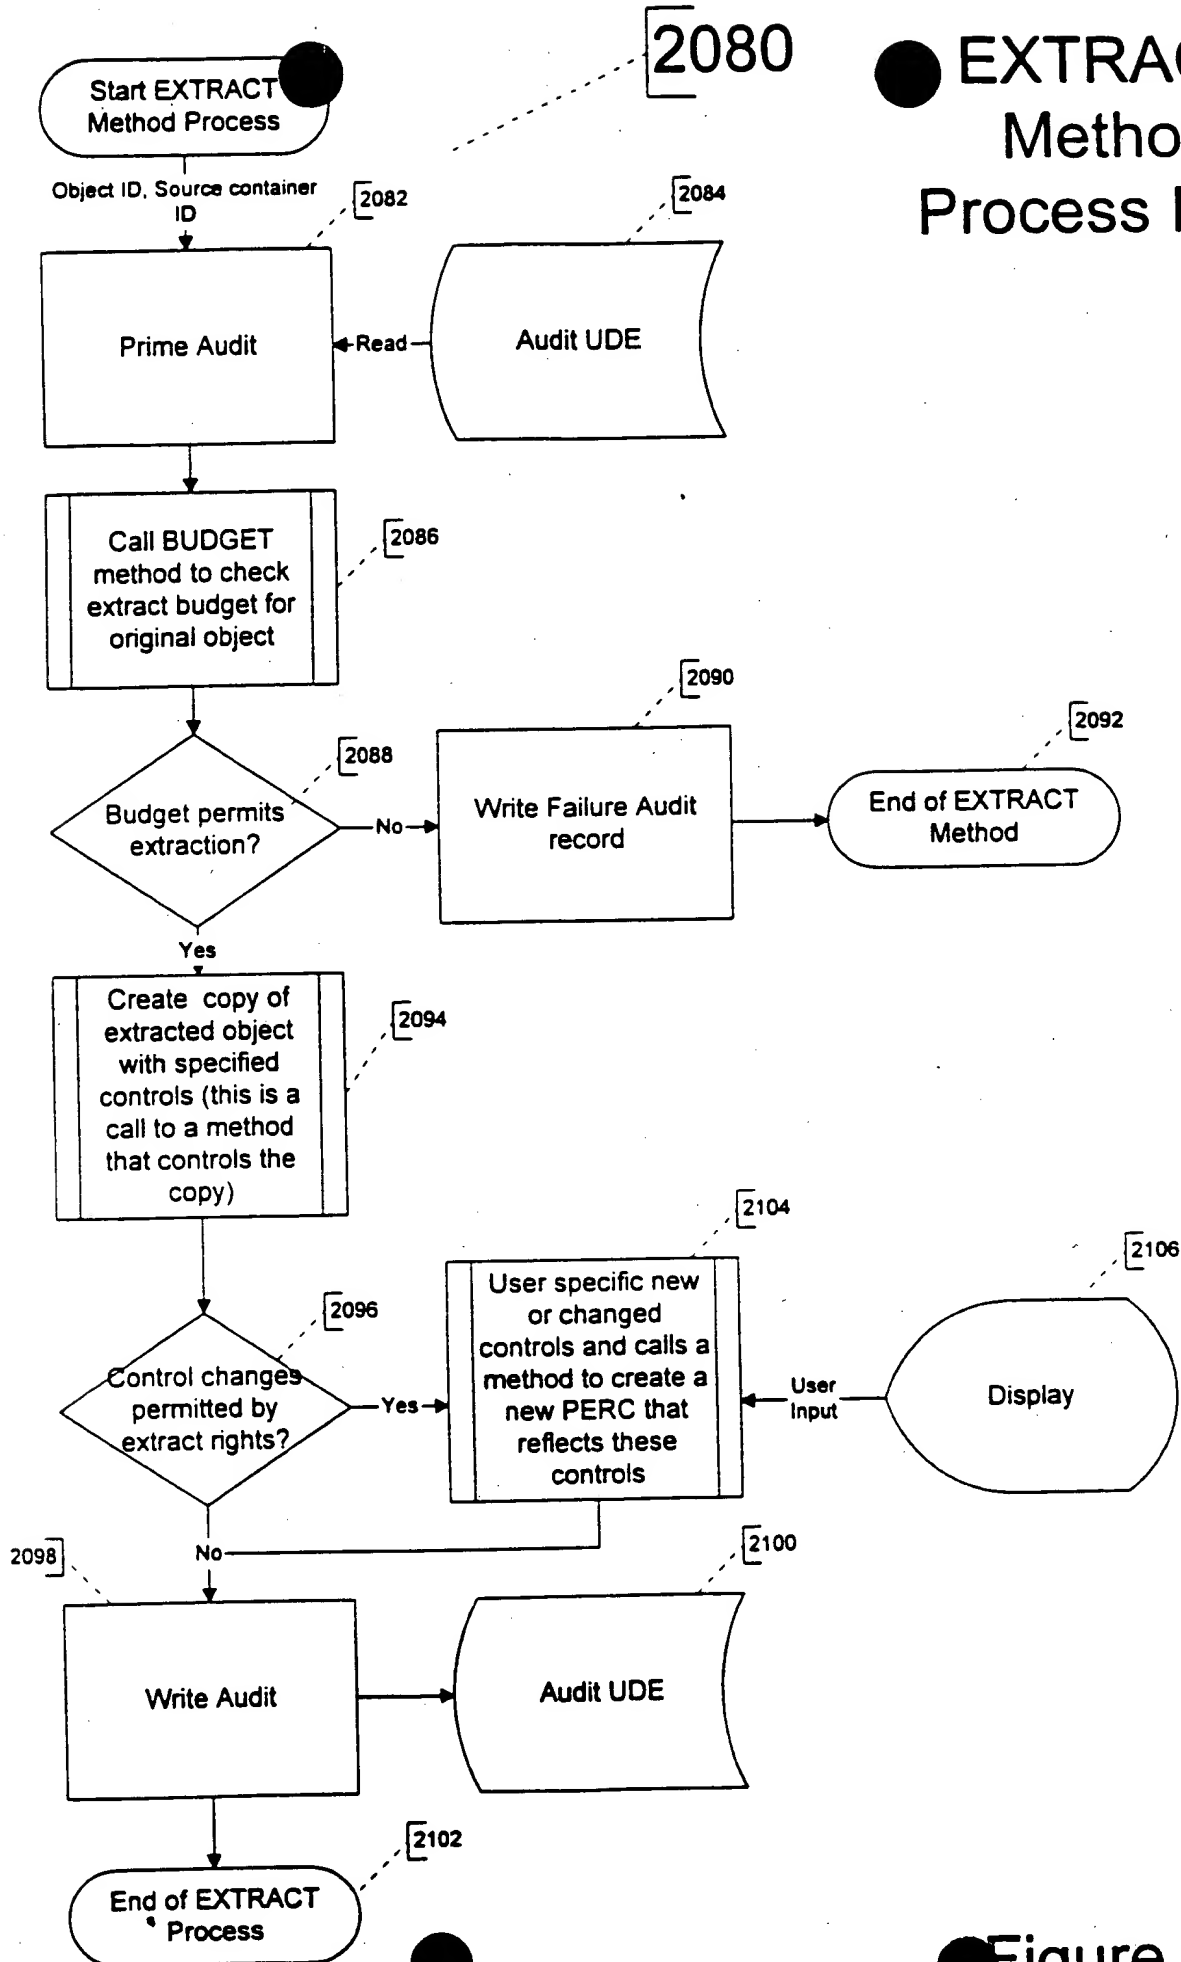 2080
EXTRAC
Metho
Process
Start EXTRACT
Method Process
Object ID, Source container
ID
2082
2084
Prime Audit
Read
Audit UDE
Call BUDGET
method to check
extract budget for
original object
2086
2088
Budget permits
extraction?
No
2090
Write Failure Audit
record
2092
End of EXTRACT
Method
Yes
Create copy of
extracted object
with specified
controls (this is a
call to a method
that controls the
copy)
2094
2096
Control changes
permitted by
extract rights?
Yes
2104
User specific new
or changed
controls and calls a
method to create a
new PERC that
reflects these
controls
User
Input
2106
Display
No
2098
2100
Write Audit
Audit UDE
2102
End of EXTRACT
Process
Figure